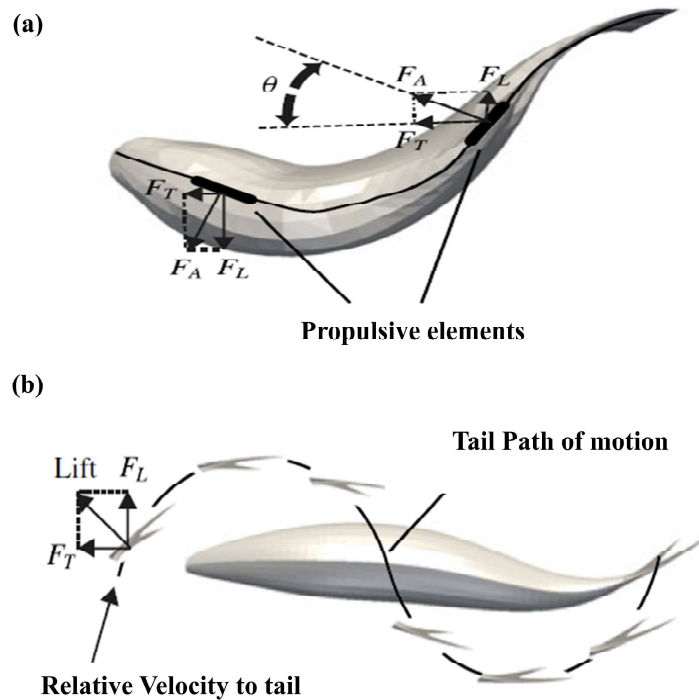 (a)
θ
F_A
F_L
F_T
F_T
F_A
F_L
Propulsive elements
(b)
Tail Path of motion
Lift
F_L
F_T
Relative Velocity to tail